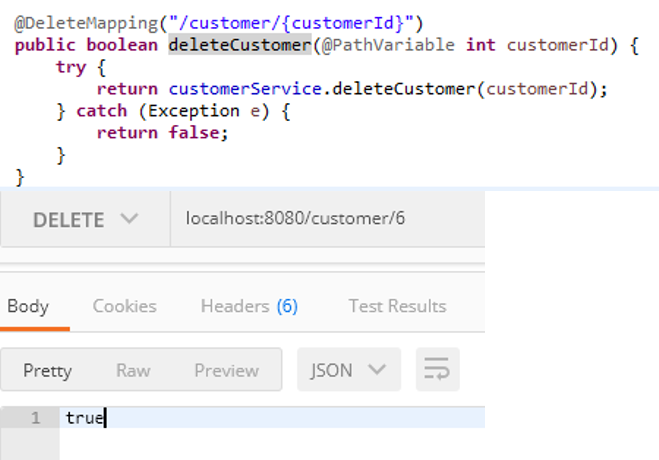 @DeleteMapping("/customer/{customerId}")
public boolean deleteCustomer(@PathVariable int customerId) {
try {
return customerService.deleteCustomer(customerId);
} catch (Exception e) {
return false;
}
}
DELETE localhost:8080/customer/6
Body Cookies Headers (6) Test Results
Pretty Raw Preview JSON
1 true